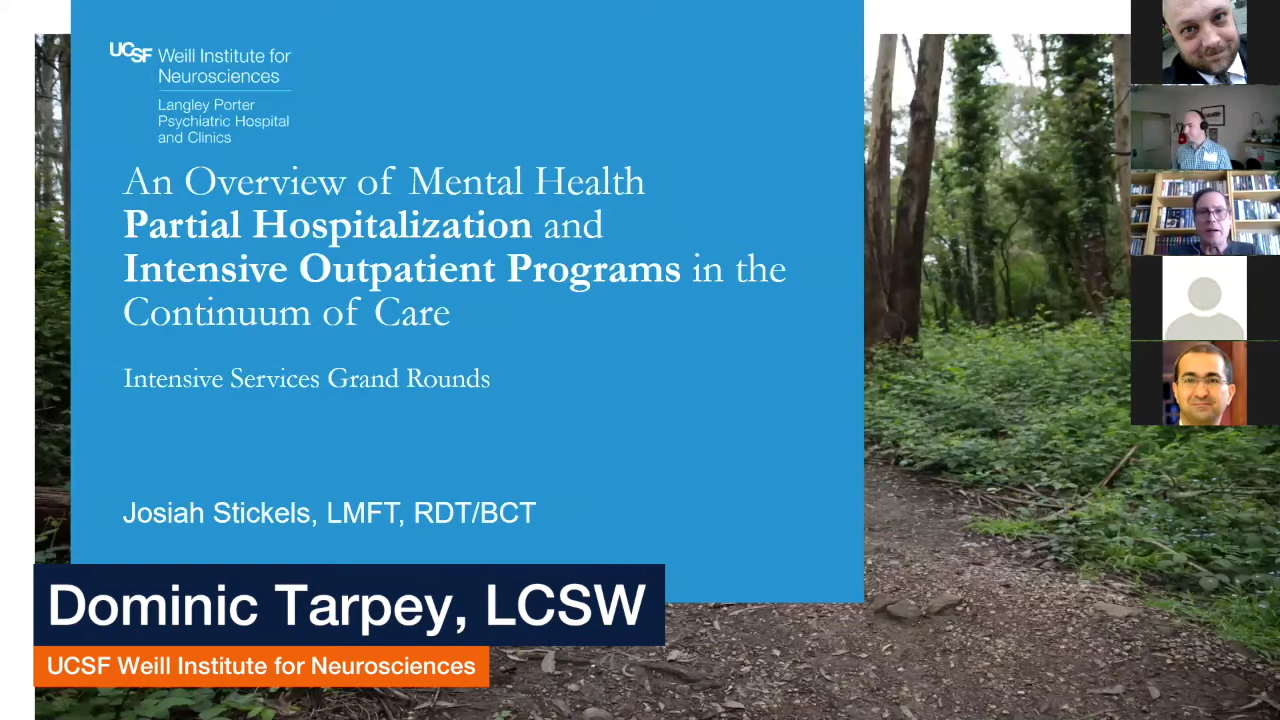 UCSF Weill Institute for
Neurosciences
Langley Porter
Psychiatric Hospital
and Clinics
An Overview of Mental Health
Partial Hospitalization and
Intensive Outpatient Programs in the
Continuum of Care
Intensive Services Grand Rounds
Josiah Stickels, LMFT, RDT/BCT
Dominic Tarpey, LCSW
UCSF Weill Institute for Neurosciences